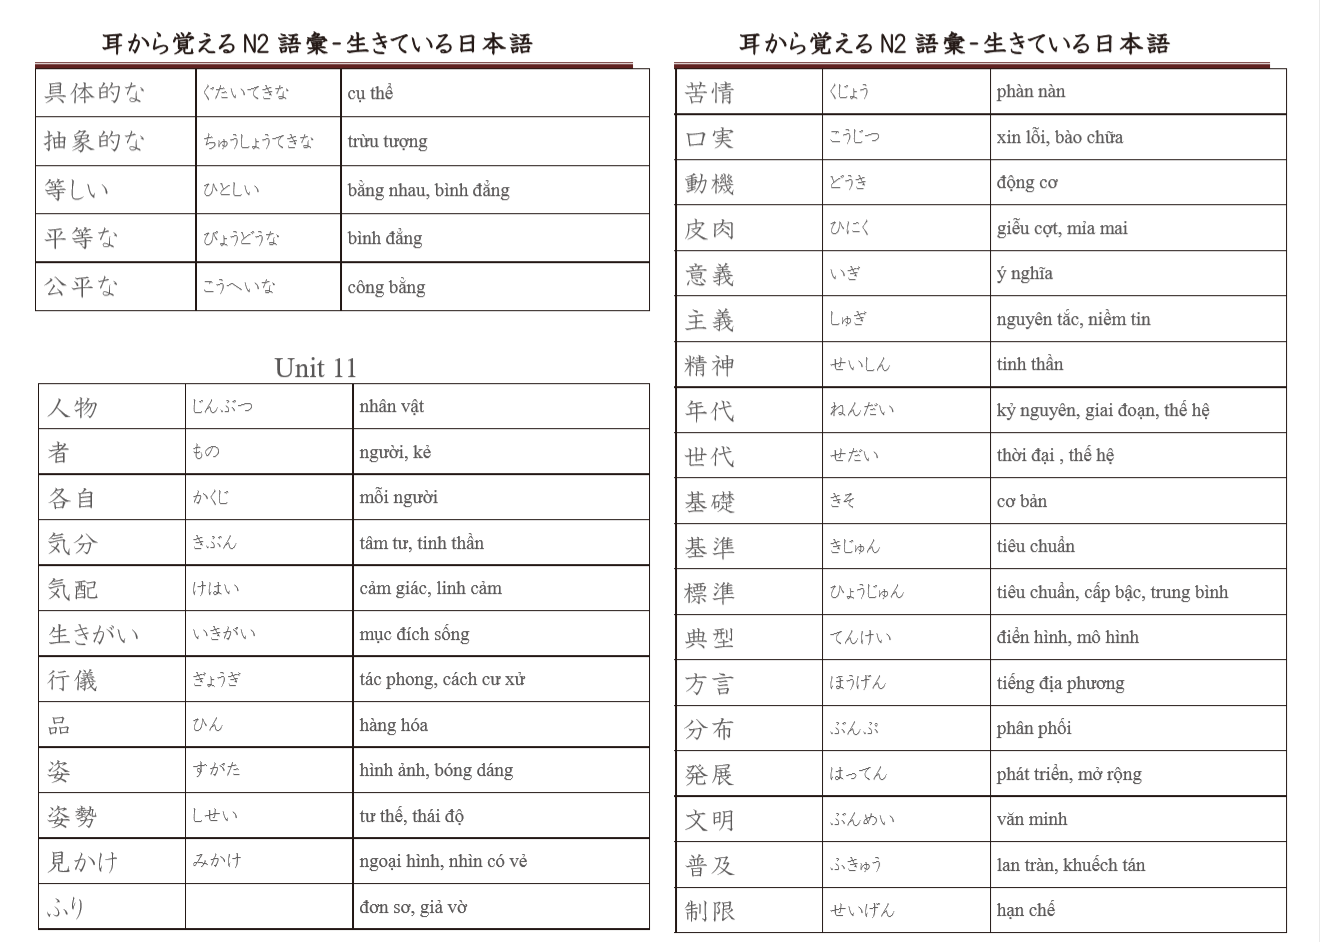 耳から覚えるN2語彙-生きている日本語
具体的な ぐたいてきな cụ thể
抽象的な ちゅうしょうてきな trừu tượng
等しい ひとしい bằng nhau, bình đẳng
平等な びょうどうな bình đẳng
公平な こうへいな công bằng
Unit 11
人物 じんぶつ nhân vật
者 もの người, kẻ
各自 かくじ mỗi người
気分 きぶん tâm tư, tinh thần
気配 けはい cảm giác, linh cảm
生きがい いきがい mục đích sống
行儀 ぎょうぎ tác phong, cách cư xử
品 ひん hàng hóa
姿 すがた hình ảnh, bóng dáng
姿勢 しせい tư thế, thái độ
見かけ みかけ ngoại hình, nhìn có vẻ
ふり đơn sơ, giả vờ
耳から覚えるN2語彙-生きている日本語
苦情 くじょう phàn nàn
口実 こうじつ xin lỗi, bào chữa
動機 どうき động cơ
皮肉 ひにく giễu cợt, mỉa mai
意義 いぎ ý nghĩa
主義 しゅぎ nguyên tắc, niềm tin
精神 せいしん tinh thần
年代 ねんだい kỷ nguyên, giai đoạn, thế hệ
世代 せだい thời đại , thế hệ
基礎 きそ cơ bản
基準 きじゅん tiêu chuẩn
標準 ひょうじゅん tiêu chuẩn, cấp bậc, trung bình
典型 てんけい điển hình, mô hình
方言 ほうげん tiếng địa phương
分布 ぶんぷ phân phối
発展 はってん phát triển, mở rộng
文明 ぶんめい văn minh
普及 ふきゅう lan tràn, khuếch tán
制限 せいげん hạn chế